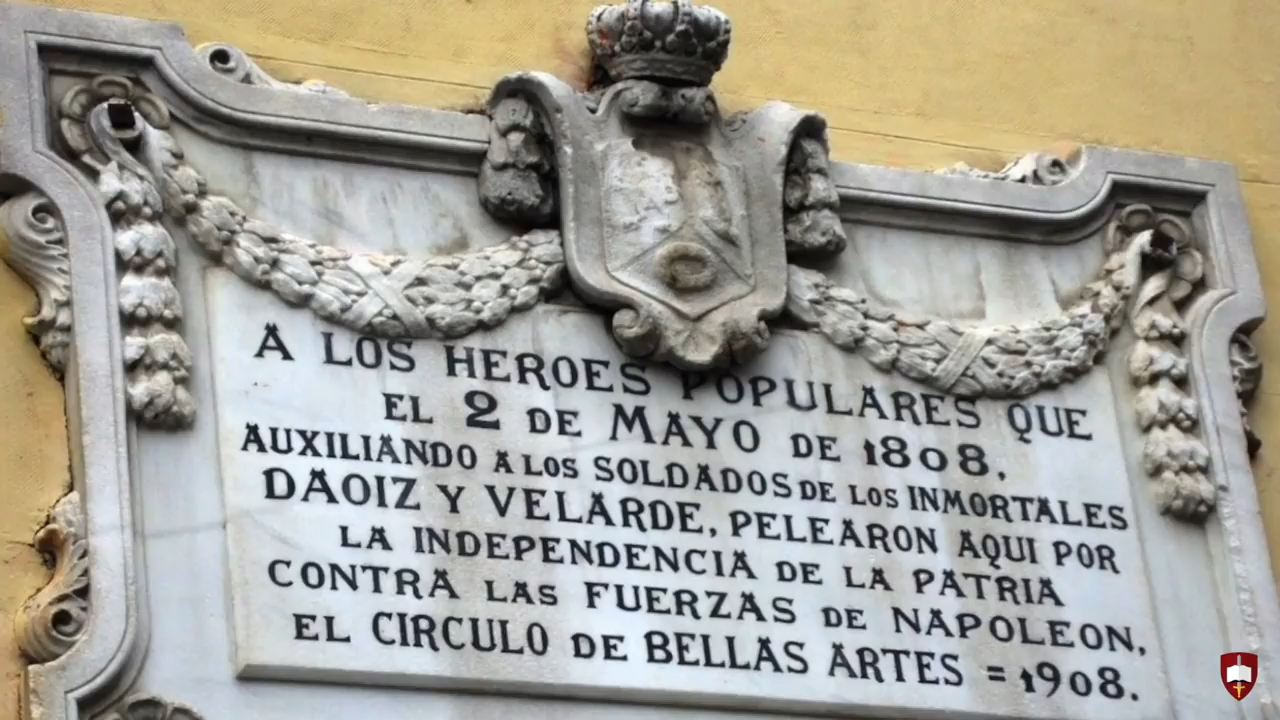 A LOS HEROES POPULARES QUE
EL 2 DE MAYO DE 1808,
AUXILIANDO A LOS SOLDADOS DE LOS INMORTALES
DAOIZ Y VELARDE, PELEARON AQUI POR
LA INDEPENDENCIA DE LA PATRIA
CONTRA LAS FUERZAS DE NAPOLEON,
EL CIRCULO DE BELLAS ARTES = 1908.